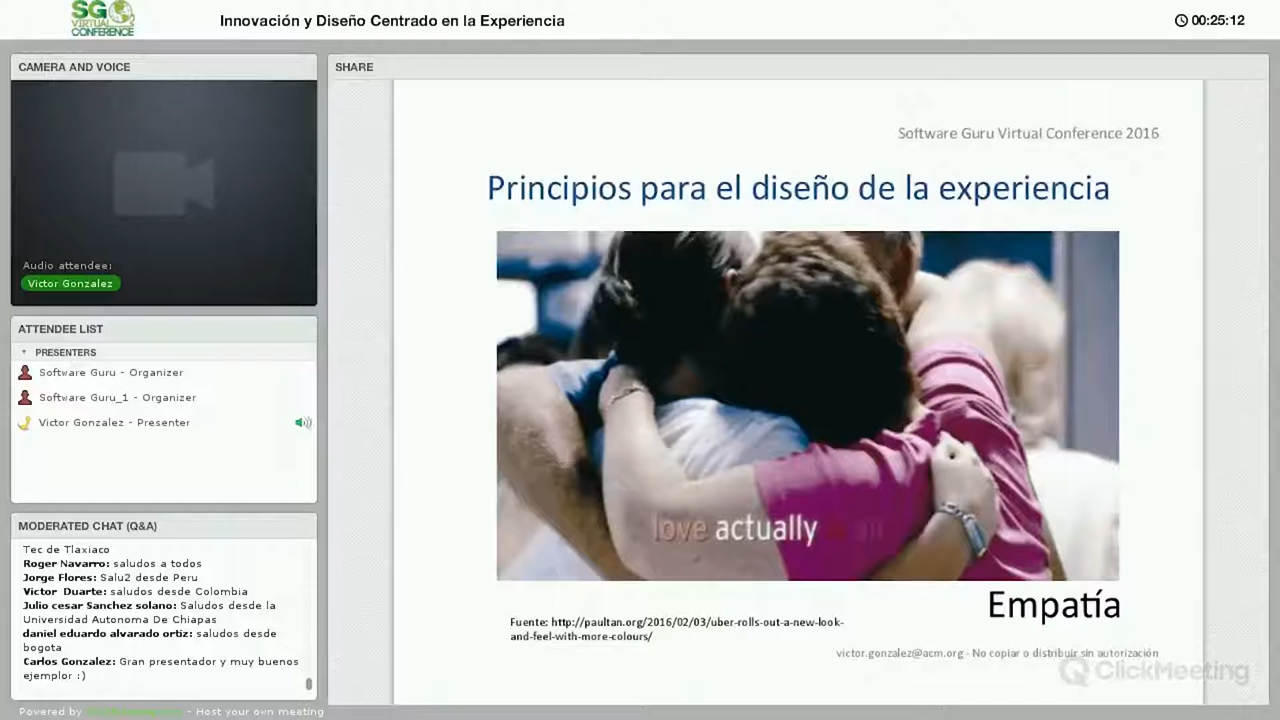 SG
VIRTUAL
CONFERENCE
Innovación y Diseño Centrado en la Experiencia
00:25:12
CAMERA AND VOICE
Audio attendee:
Victor Gonzalez
ATTENDEE LIST
PRESENTERS
Software Guru - Organizer
Software Guru_1 - Organizer
Victor Gonzalez - Presenter
MODERATED CHAT (Q&A)
Tec de Tlaxiaco
Roger Navarro: saludos a todos
Jorge Flores: Salu2 desde Peru
Victor Duarte: saludos desde Colombia
Julio cesar Sanchez solano: Saludos desde la
Universidad Autonoma De Chiapas
daniel eduardo alvarado ortiz: saludos desde
bogota
Carlos Gonzalez: Gran presentador y muy buenos
ejemplor :)
Powered by - Host your own meeting
SHARE
Software Guru Virtual Conference 2016
Principios para el diseño de la experiencia
love actually
Empatía
Fuente: http://paultan.org/2016/02/03/uber-rolls-out-a-new-look-
and-feel-with-more-colours/
victor.gonzalez@acm.org - No copiar o distribuir sin autorización
ClickMeeting